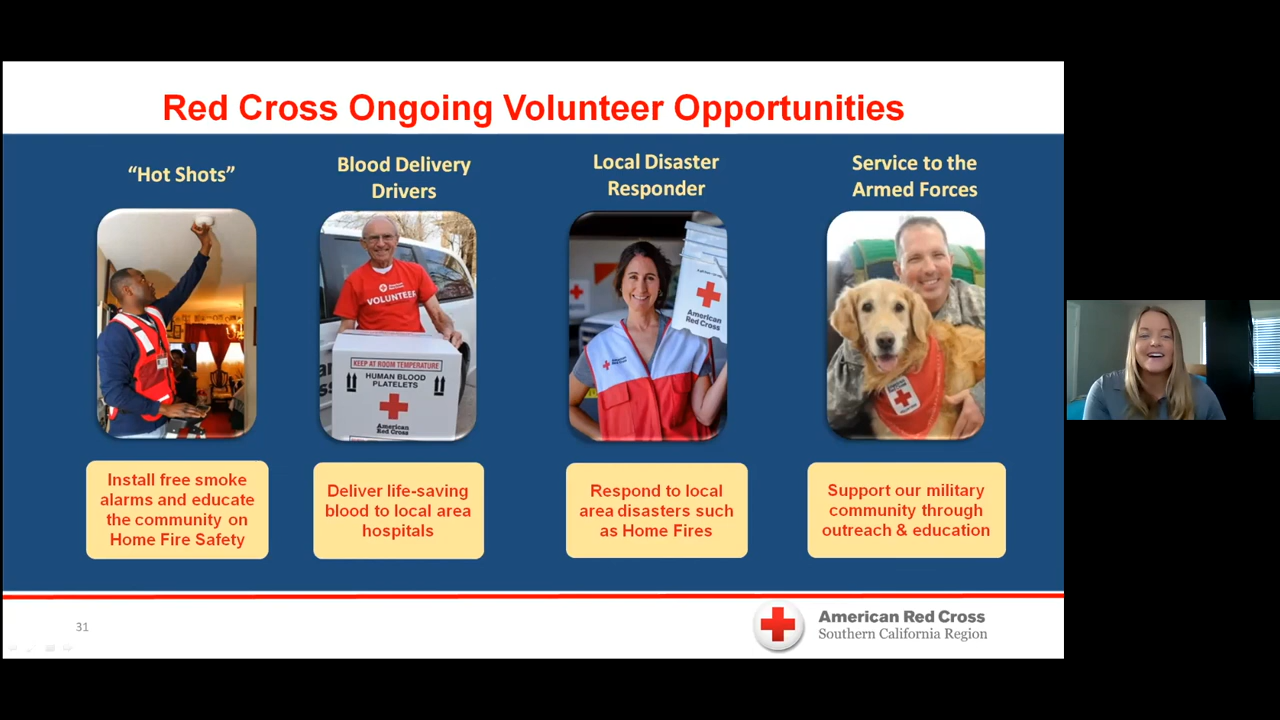 Red Cross Ongoing Volunteer Opportunities
“Hot Shots”
Blood Delivery
Drivers
Local Disaster
Responder
Service to the
Armed Forces
VOLUNTEER
KEEP AT ROOM TEMPERATURE
HUMAN BLOOD
PLATELETS
American
Red Cross
American
Red Cross
Install free smoke
alarms and educate
the community on
Home Fire Safety
Deliver life-saving
blood to local area
hospitals
Respond to local
area disasters such
as Home Fires
Support our military
community through
outreach & education
31
American Red Cross
Southern California Region